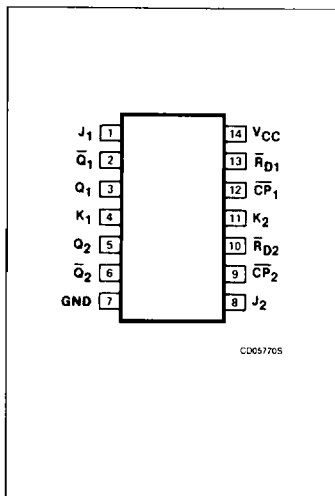 J1 1 14 VCC
Q̅1 2 13 R̅D1
Q1 3 12 C̅P̅1
K1 4 11 K2
Q2 5 10 R̅D2
Q̅2 6 9 C̅P̅2
GND 7 8 J2
CD05770S